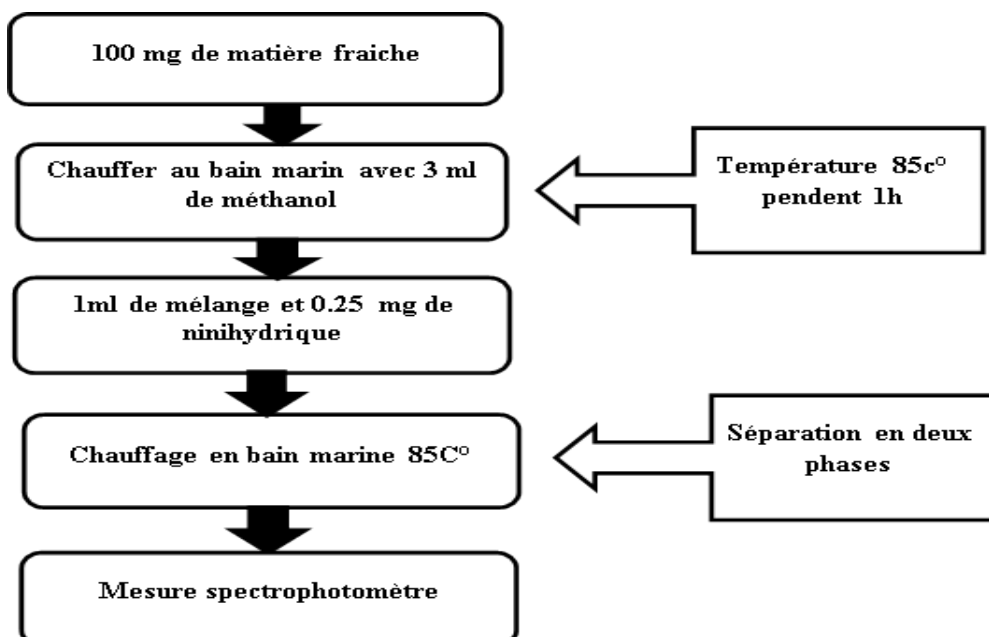 100 mg de matière fraiche
Chauffer au bain marin avec 3 ml
de méthanol
Température 85c°
pendent 1h
1ml de mélange et 0.25 mg de
ninihydrique
Chauffage en bain marine 85C°
Séparation en deux
phases
Mesure spectrophotomètre